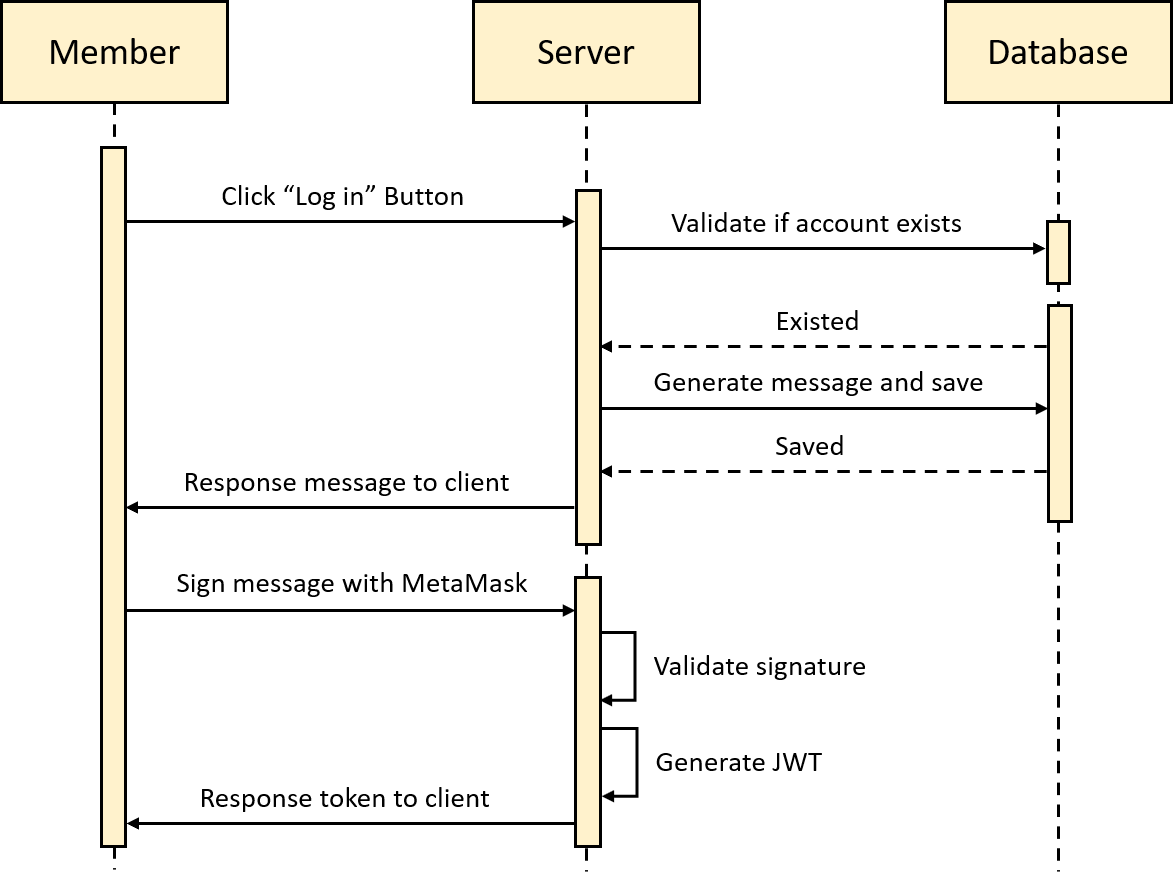 Member
Server
Database
Click “Log in” Button
Validate if account exists
Existed
Generate message and save
Saved
Response message to client
Sign message with MetaMask
Validate signature
Generate JWT
Response token to client